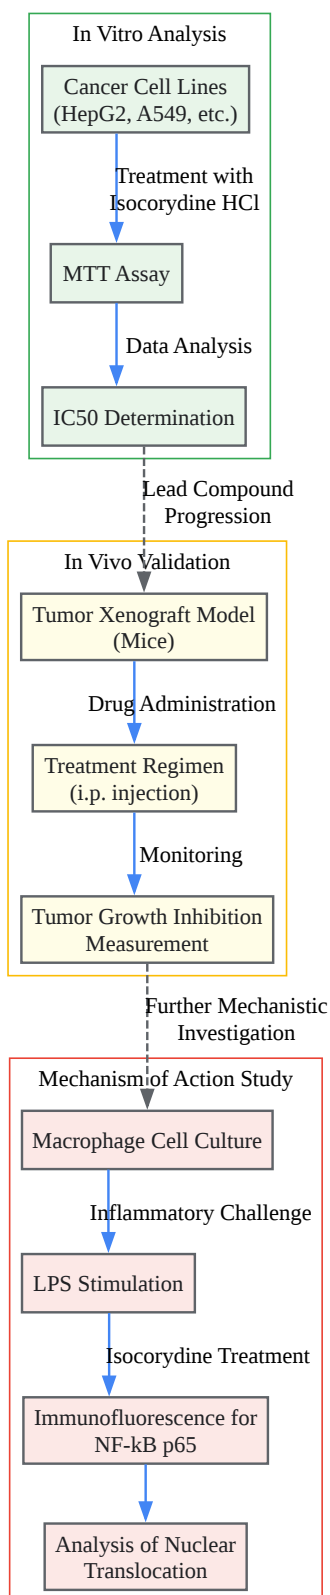 In Vitro Analysis
Cancer Cell Lines
(HepG2, A549, etc.)
Treatment with
Isocorydine HCl
MTT Assay
Data Analysis
IC50 Determination
Lead Compound
Progression
In Vivo Validation
Tumor Xenograft Model
(Mice)
Drug Administration
Treatment Regimen
(i.p. injection)
Monitoring
Tumor Growth Inhibition
Measurement
Further Mechanistic
Investigation
Mechanism of Action Study
Macrophage Cell Culture
Inflammatory Challenge
LPS Stimulation
Isocorydine Treatment
Immunofluorescence for
NF-kB p65
Analysis of Nuclear
Translocation